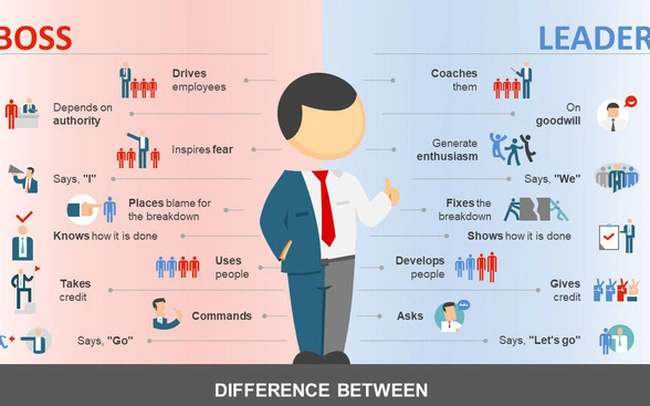 BOSS
LEADER
Drives
employees
Coaches
them
Depends on
authority
On
goodwill
Inspires fear
Generate
enthusiasm
Says, "I"
Says, "We"
Places blame for
the breakdown
Fixes the
breakdown
Knows how it is done
Shows how it is done
Uses
people
Develops
people
Takes
credit
Gives
credit
Commands
Asks
Says, "Go"
Says, "Let's go"
DIFFERENCE BETWEEN